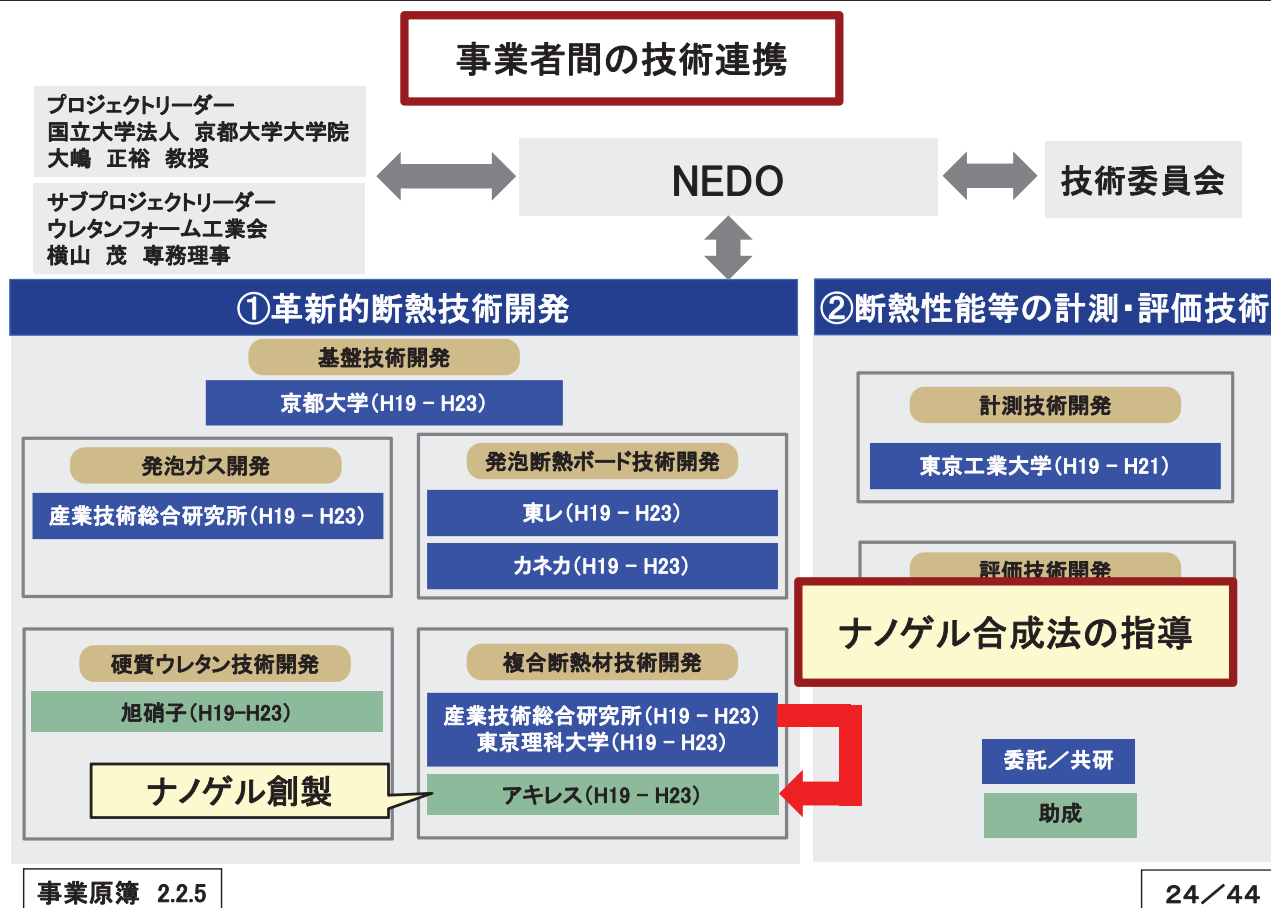 事業者間の技術連携
プロジェクトリーダー
国立大学法人 京都大学大学院
大嶋 正裕 教授
サブプロジェクトリーダー
ウレタンフォーム工業会
横山 茂 専務理事
NEDO
技術委員会
①革新的断熱技術開発
基盤技術開発
京都大学(H19 – H23)
発泡ガス開発
産業技術総合研究所(H19 – H23)
発泡断熱ボード技術開発
東レ(H19 – H23)
カネカ(H19 – H23)
硬質ウレタン技術開発
旭硝子(H19-H23)
複合断熱材技術開発
産業技術総合研究所(H19 – H23)
東京理科大学(H19 – H23)
アキレス(H19 – H23)
ナノゲル創製
②断熱性能等の計測・評価技術
計測技術開発
東京工業大学(H19 – H21)
評価技術開発
ナノゲル合成法の指導
委託/共研
助成
事業原簿 2.2.5
24/44